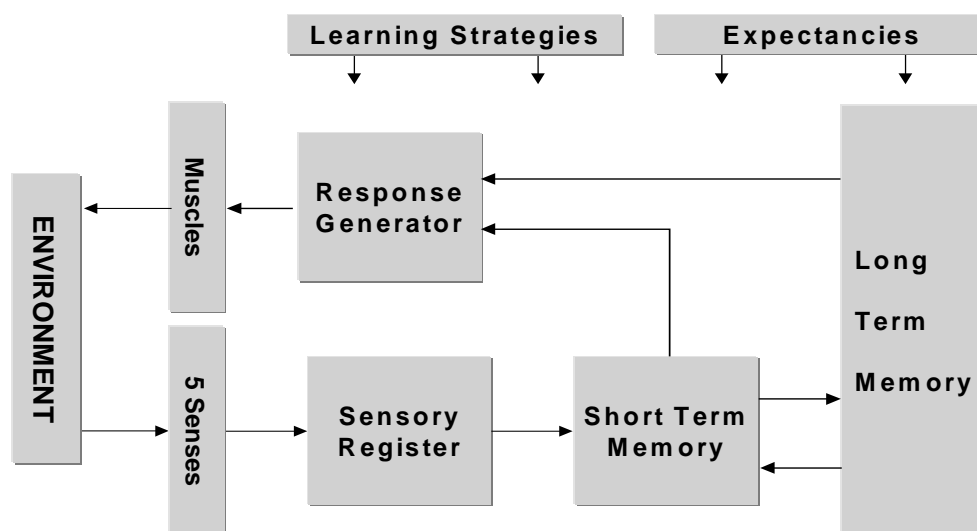 Learning Strategies
Expectancies
Muscles
Response
Generator
ENVIRONMENT
Long
Term
Memory
5 Senses
Sensory
Register
Short Term
Memory